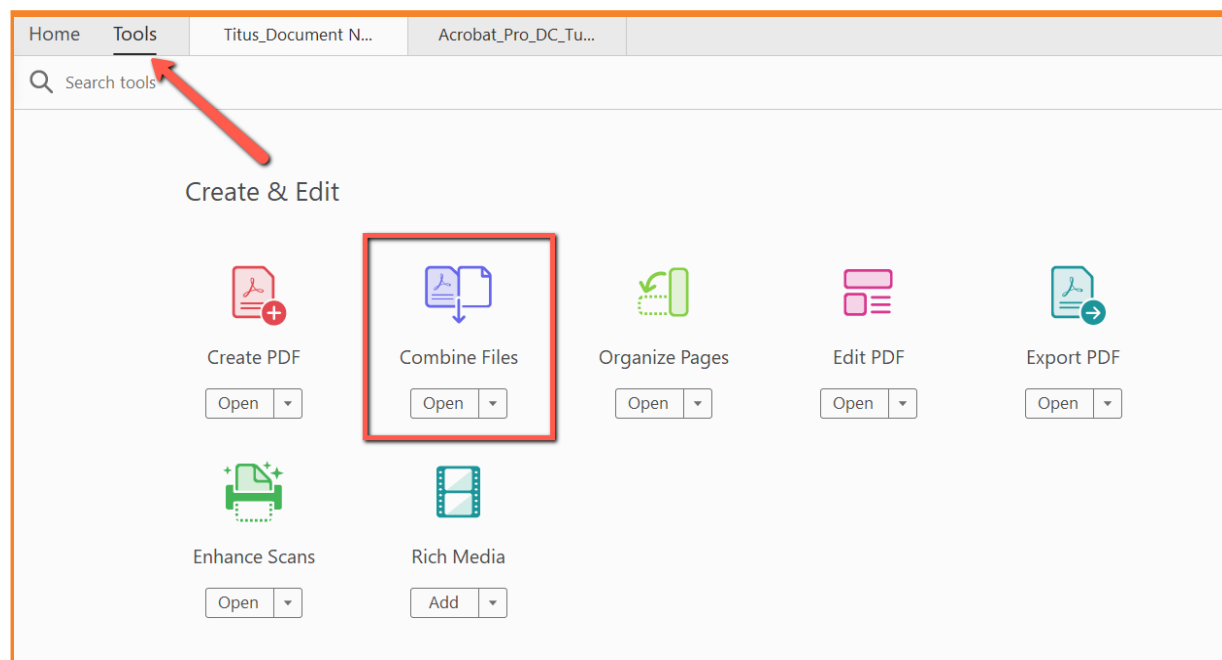 Home Tools Titus_Document N... Acrobat_Pro_DC_Tu...
Search tools
Create & Edit
Create PDF Combine Files Organize Pages Edit PDF Export PDF
Open Open Open Open Open
Enhance Scans Rich Media
Open Add